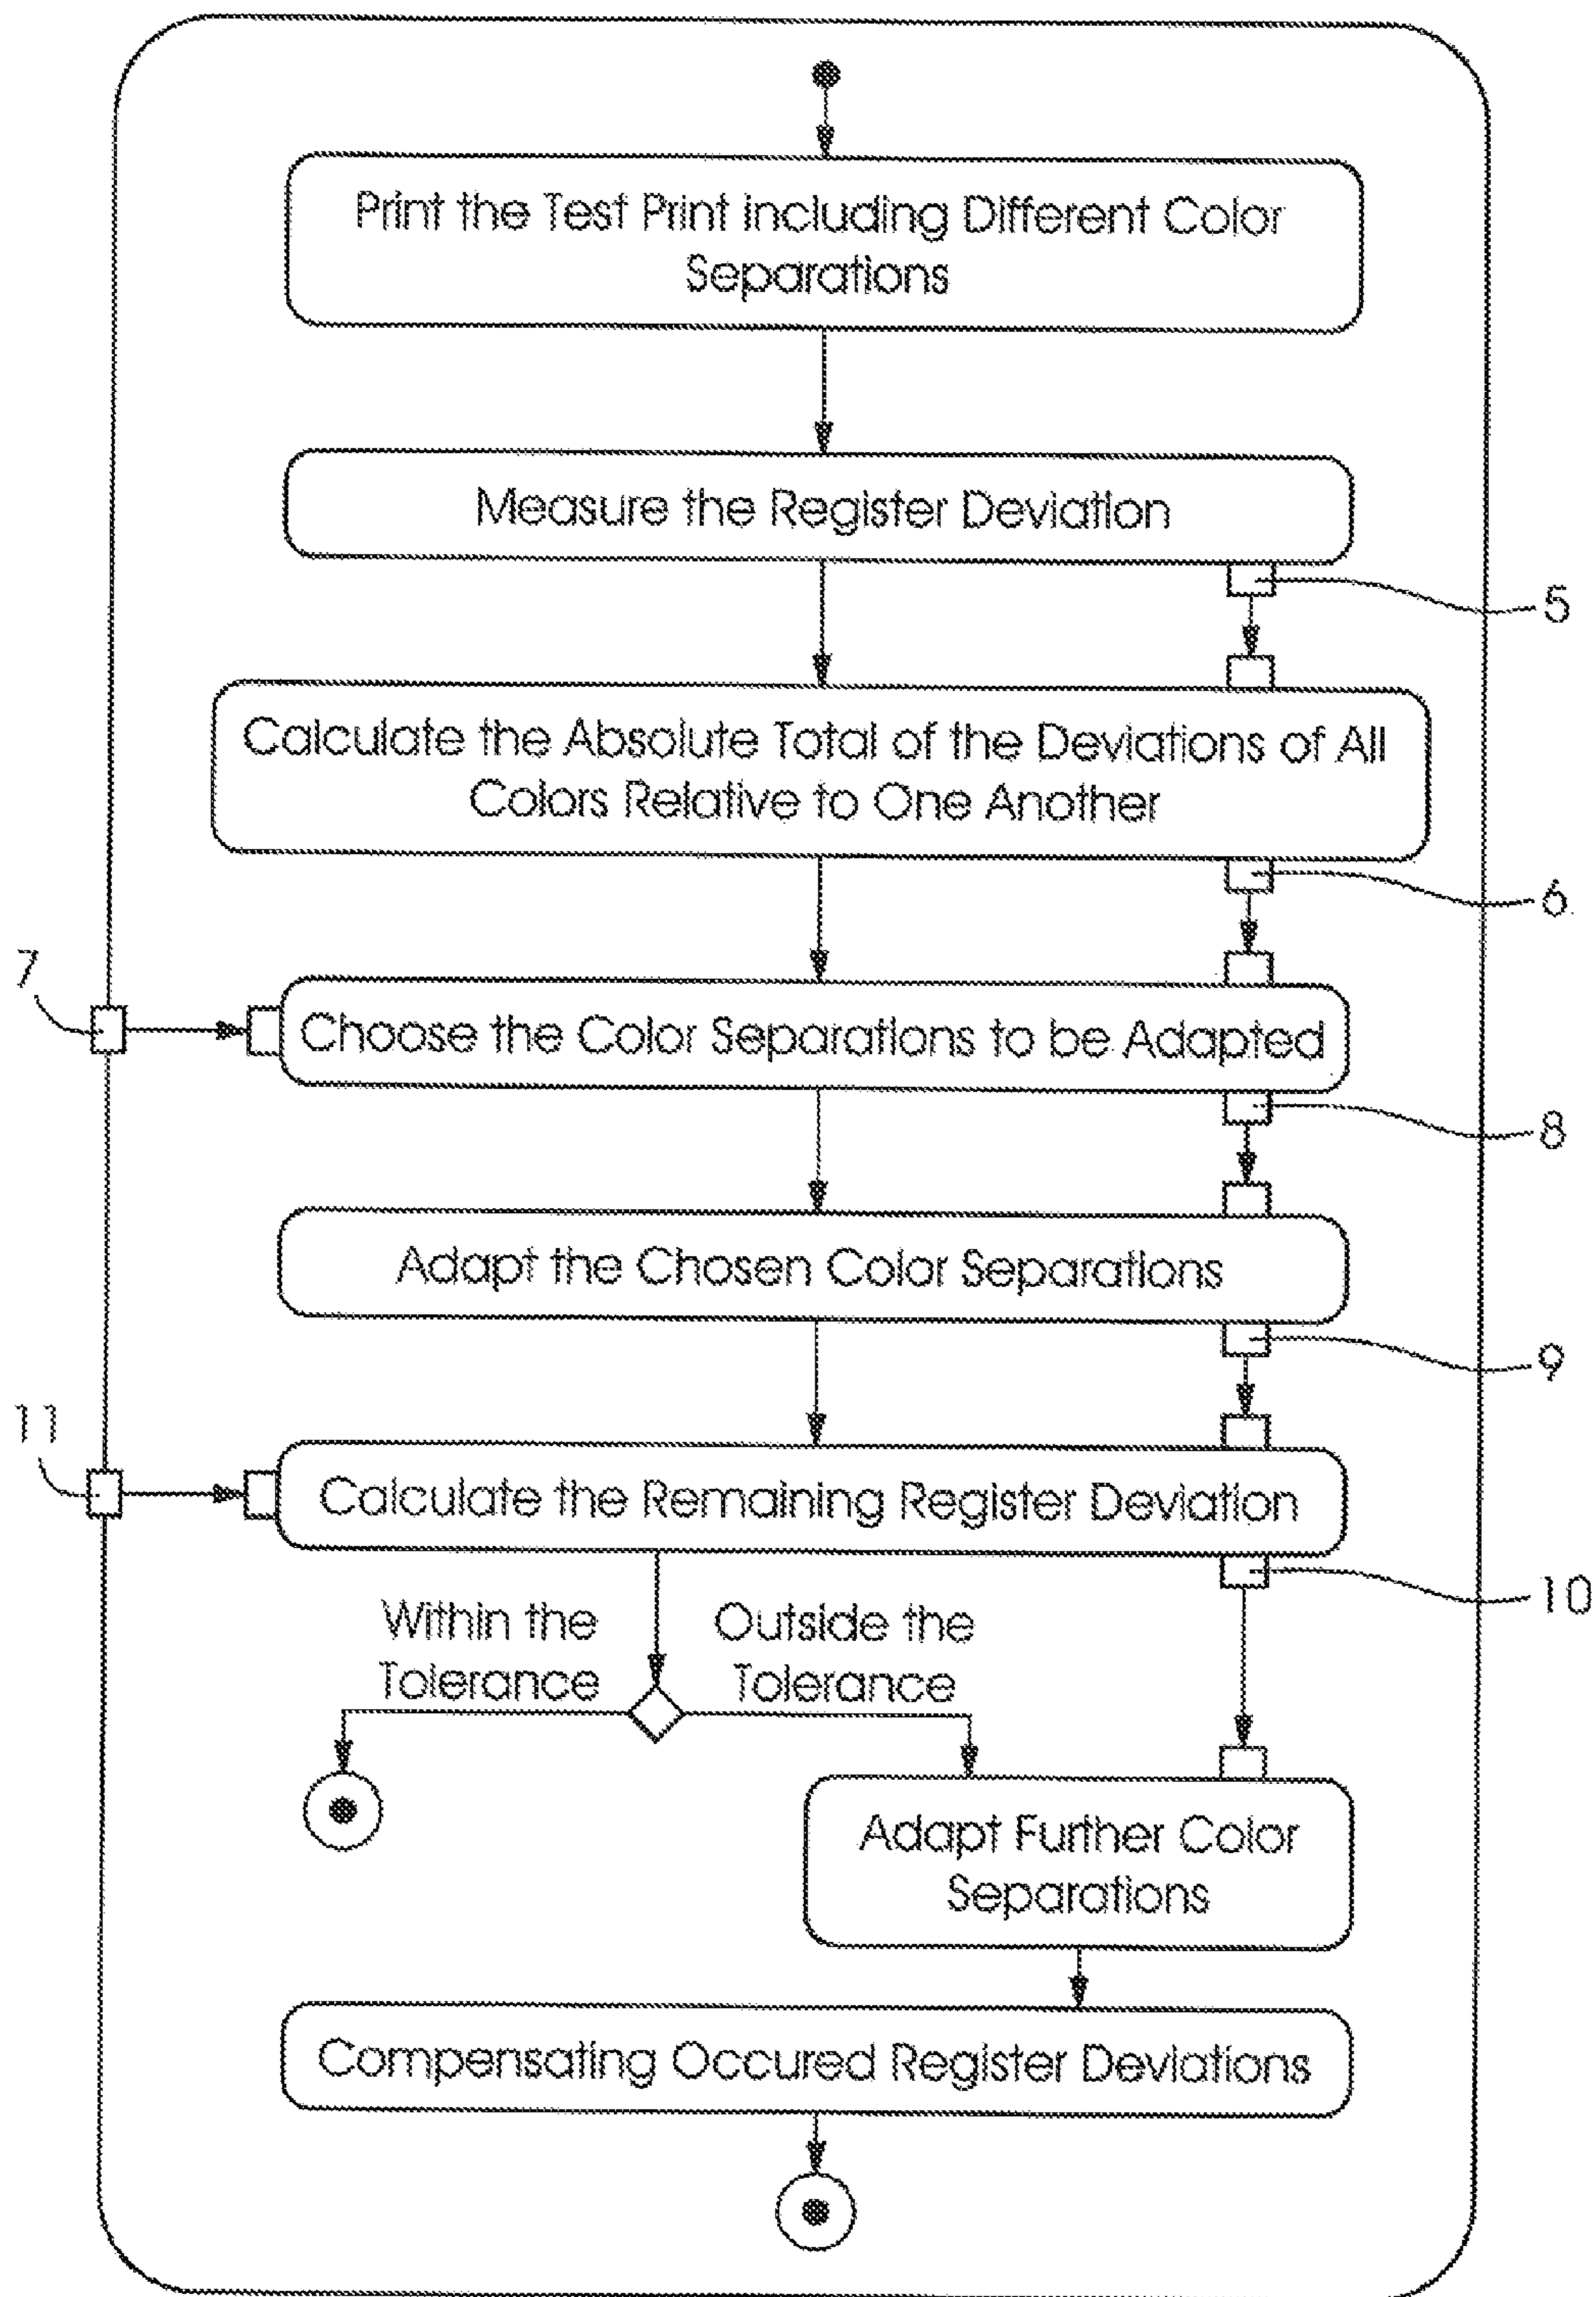 Print the Test Print including Different Color
Separations
Measure the Register Deviation
5
Calculate the Absolute Total of the Deviations of All
Colors Relative to One Another
6
7
Choose the Color Separations to be Adapted
8
Adapt the Chosen Color Separations
9
11
Calculate the Remaining Register Deviation
10
Within the
Tolerance
Outside the
Tolerance
Adapt Further Color
Separations
Compensating Occured Register Deviations